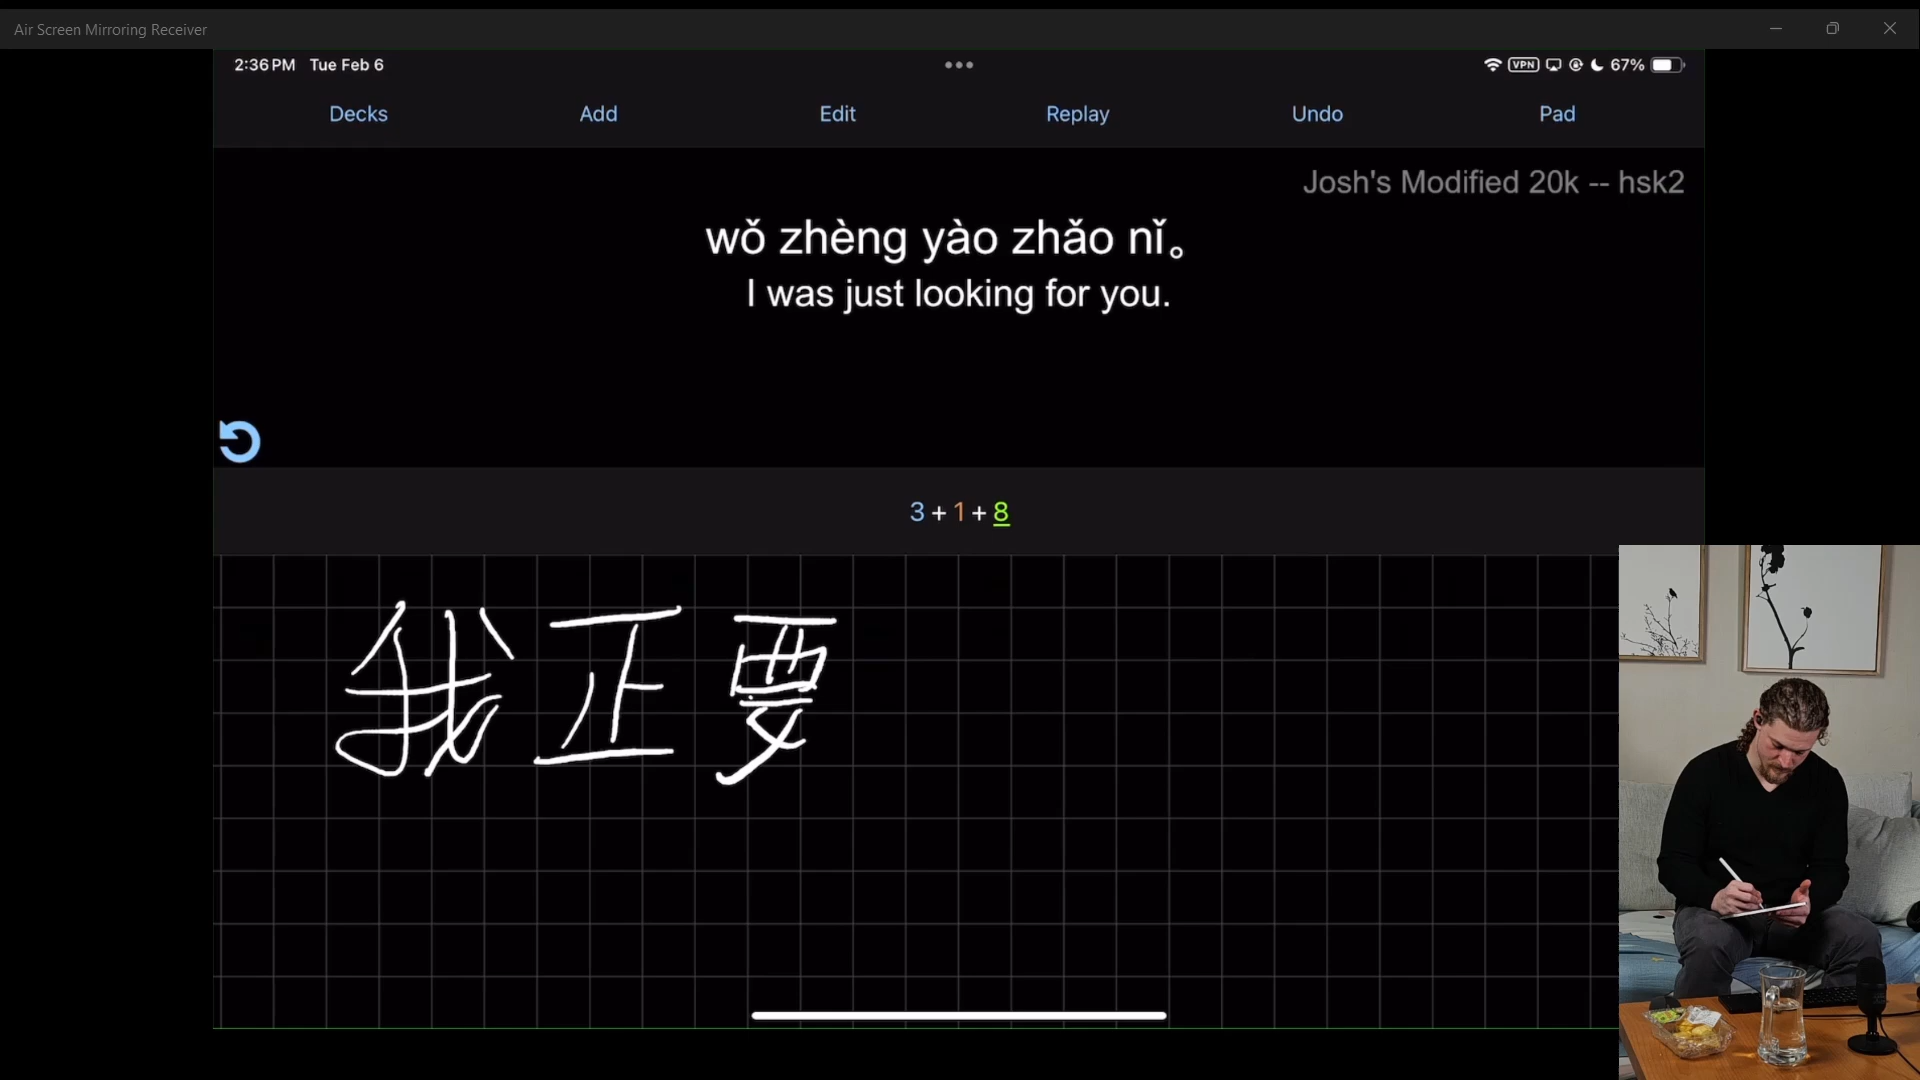 Air Screen Mirroring Receiver
2:36 PM Tue Feb 6
VPN 67%
Decks Add Edit Replay Undo Pad
Josh's Modified 20k -- hsk2
wǒ zhèng yào zhǎo nǐ。
I was just looking for you.
3 + 1 + 8
我正要